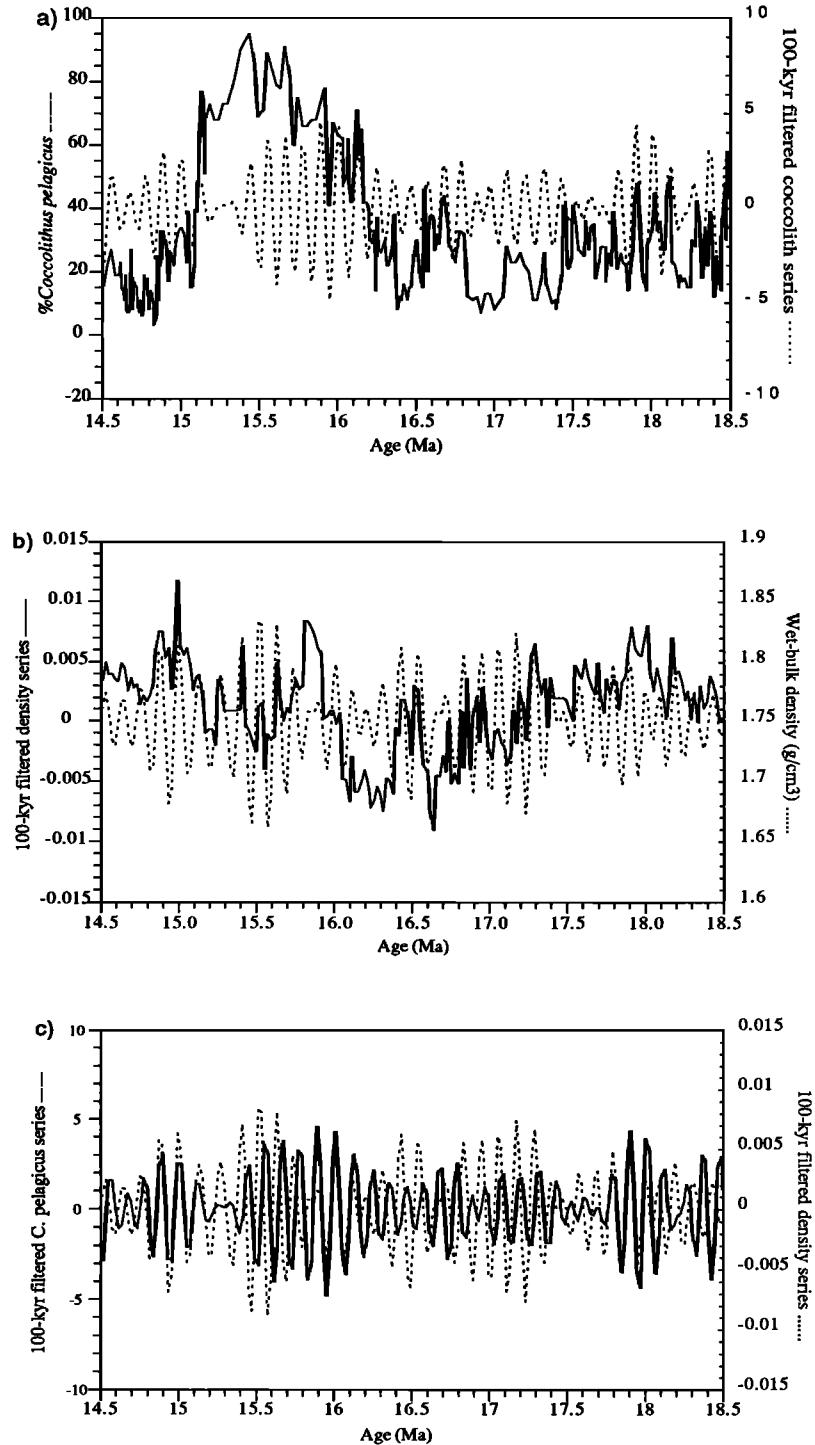 a)
100
80
60
40
20
0
-20
%Coccolithus pelagicus ____
10
5
0
-5
-10
100-kyr filtered coccolith series ......
14.5 15 15.5 16 16.5 17 17.5 18 18.5
Age (Ma)
b)
0.015
0.01
0.005
0
-0.005
-0.01
-0.015
100-kyr filtered density series ____
1.9
1.85
1.8
1.75
1.7
1.65
1.6
Wet-bulk density (g/cm3) ......
14.5 15.0 15.5 16.0 16.5 17.0 17.5 18.0 18.5
Age (Ma)
c)
10
5
0
-5
-10
100-kyr filtered C. pelagicus series ____
0.015
0.01
0.005
0
-0.005
-0.01
-0.015
100-kyr filtered density series ......
14.5 15 15.5 16 16.5 17 17.5 18 18.5
Age (Ma)